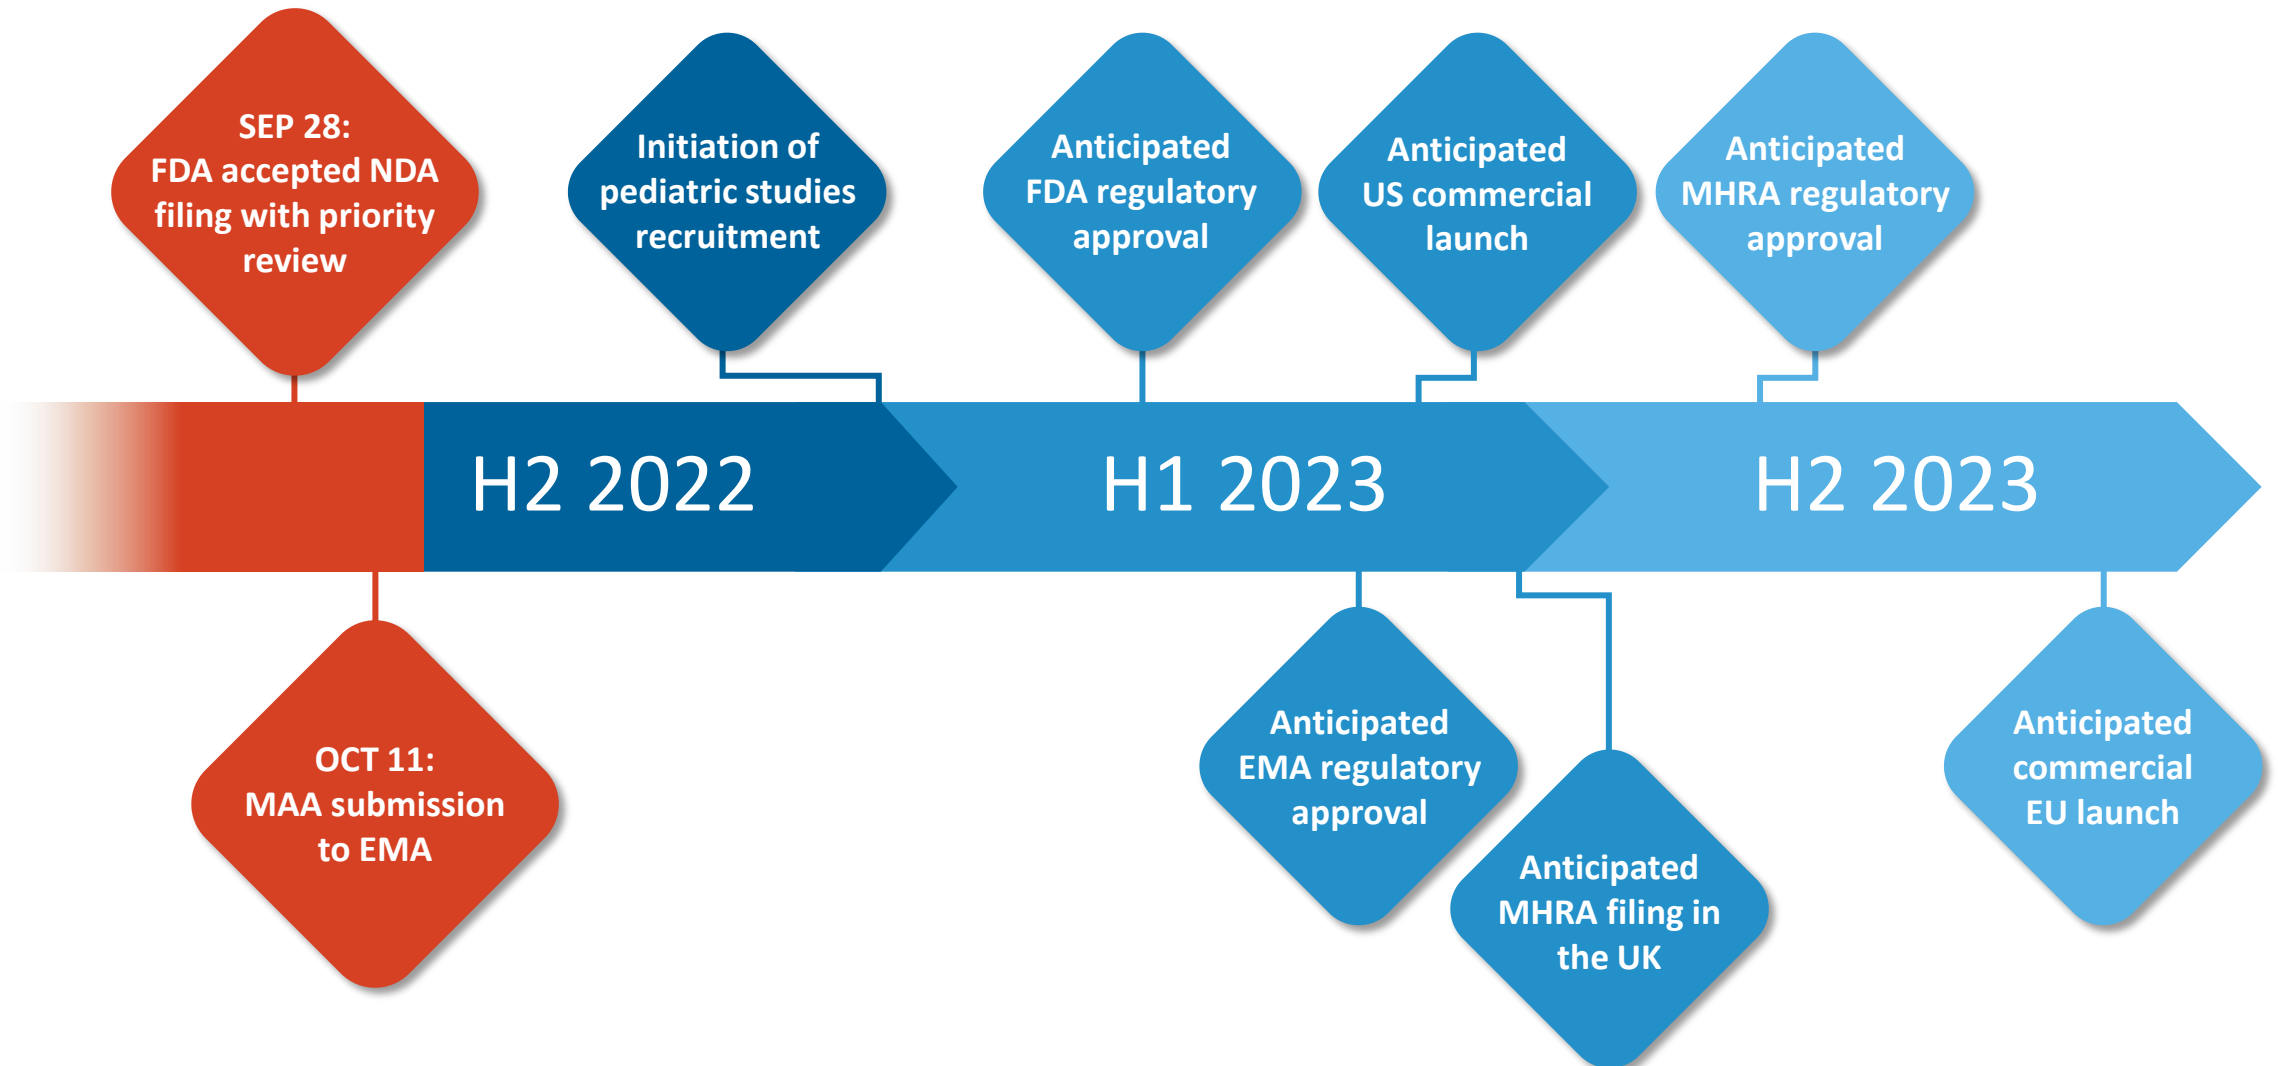 SEP 28:
FDA accepted NDA
filing with priority
review
Initiation of
pediatric studies
recruitment
Anticipated
FDA regulatory
approval
Anticipated
US commercial
launch
Anticipated
MHRA regulatory
approval
H2 2022
H1 2023
H2 2023
OCT 11:
MAA submission
to EMA
Anticipated
EMA regulatory
approval
Anticipated
MHRA filing in
the UK
Anticipated
commercial
EU launch